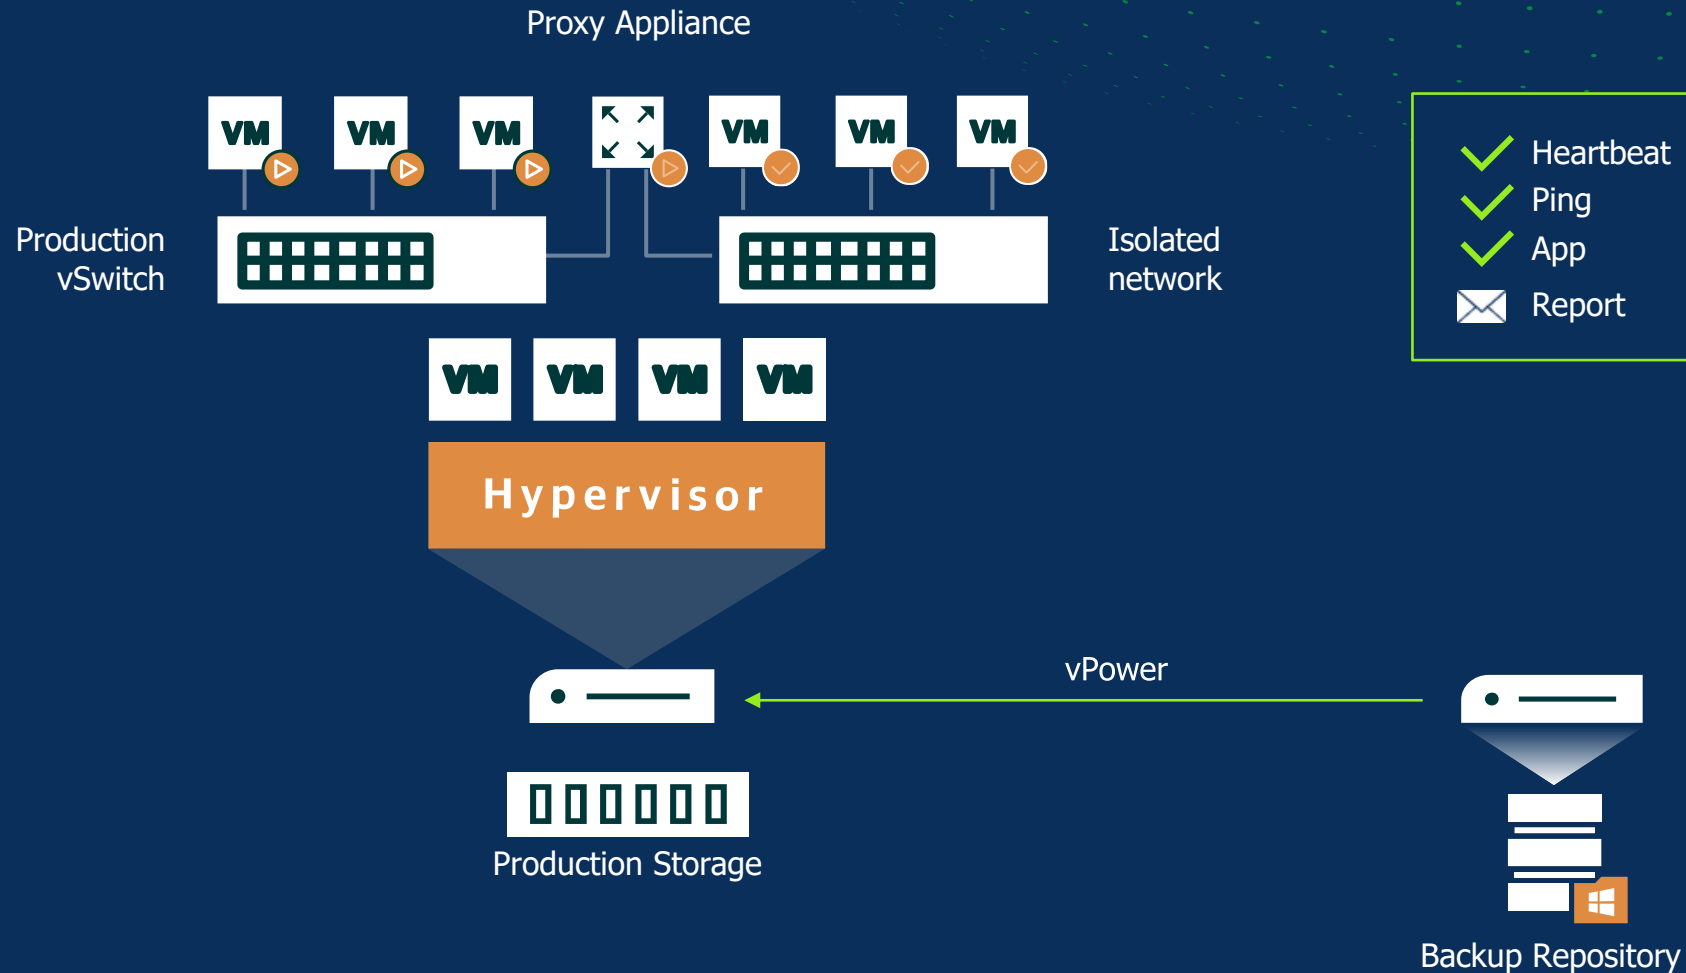 Proxy Appliance
VM
VM
VM
VM
VM
VM
Production
vSwitch
Isolated
network
Heartbeat
Ping
App
Report
VM
VM
VM
VM
Hypervisor
vPower
Production Storage
Backup Repository